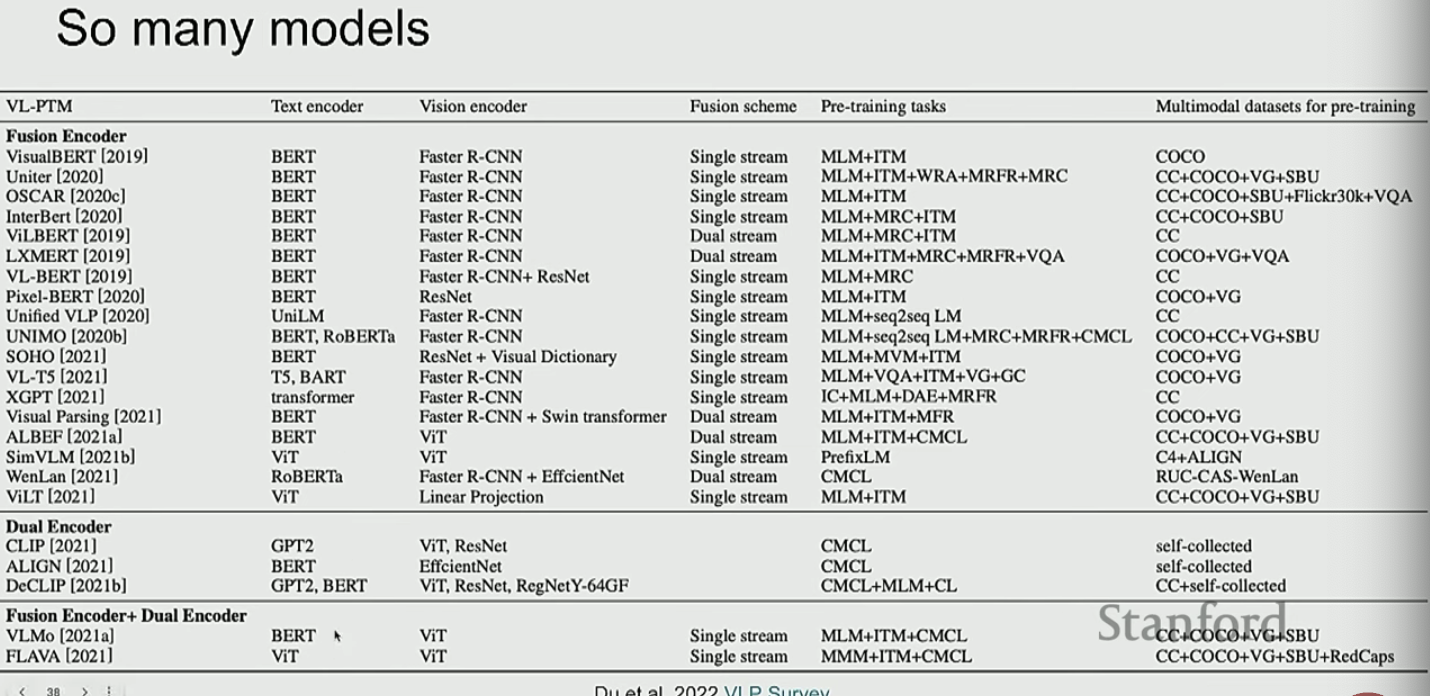 So many models
VL-PTM Text encoder Vision encoder Fusion scheme Pre-training tasks Multimodal datasets for pre-training
Fusion Encoder
VisualBERT [2019] BERT Faster R-CNN Single stream MLM+ITM COCO
Uniter [2020] BERT Faster R-CNN Single stream MLM+ITM+WRA+MRFR+MRC CC+COCO+VG+SBU
OSCAR [2020c] BERT Faster R-CNN Single stream MLM+ITM CC+COCO+SBU+Flickr30k+VQA
InterBert [2020] BERT Faster R-CNN Single stream MLM+MRC+ITM CC+COCO+SBU
ViLBERT [2019] BERT Faster R-CNN Dual stream MLM+MRC+ITM CC
LXMERT [2019] BERT Faster R-CNN Dual stream MLM+ITM+MRC+MRFR+VQA COCO+VG+VQA
VL-BERT [2019] BERT Faster R-CNN+ ResNet Single stream MLM+MRC CC
Pixel-BERT [2020] BERT ResNet Single stream MLM+ITM COCO+VG
Unified VLP [2020] UniLM Faster R-CNN Single stream MLM+seq2seq LM CC
UNIMO [2020b] BERT, RoBERTa Faster R-CNN Single stream MLM+seq2seq LM+MRC+MRFR+CMCL COCO+CC+VG+SBU
SOHO [2021] BERT ResNet + Visual Dictionary Single stream MLM+MVM+ITM COCO+VG
VL-T5 [2021] T5, BART Faster R-CNN Single stream MLM+VQA+ITM+VG+GC COCO+VG
XGPT [2021] transformer Faster R-CNN Single stream IC+MLM+DAE+MRFR CC
Visual Parsing [2021] BERT Faster R-CNN + Swin transformer Dual stream MLM+ITM+MFR COCO+VG
ALBEF [2021a] BERT ViT Dual stream MLM+ITM+CMCL CC+COCO+VG+SBU
SimVLM [2021b] ViT ViT Single stream PrefixLM C4+ALIGN
WenLan [2021] RoBERTa Faster R-CNN + EffcientNet Dual stream CMCL RUC-CAS-WenLan
ViLT [2021] ViT Linear Projection Single stream MLM+ITM CC+COCO+VG+SBU
Dual Encoder
CLIP [2021] GPT2 ViT, ResNet CMCL self-collected
ALIGN [2021] BERT EffcientNet CMCL self-collected
DeCLIP [2021b] GPT2, BERT ViT, ResNet, RegNetY-64GF CMCL+MLM+CL CC+self-collected
Fusion Encoder+ Dual Encoder
Stanford
VLMo [2021a] BERT ViT Single stream MLM+ITM+CMCL CC+COCO+VG+SBU
FLAVA [2021] ViT ViT Single stream MMM+ITM+CMCL CC+COCO+VG+SBU+RedCaps
38
Du et al. 2022 VLP Survey